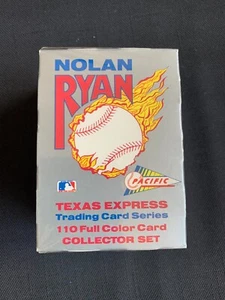 NOLAN
RYAN
PACIFIC
TEXAS EXPRESS
Trading Card Series
110 Full Color Card
COLLECTOR SET